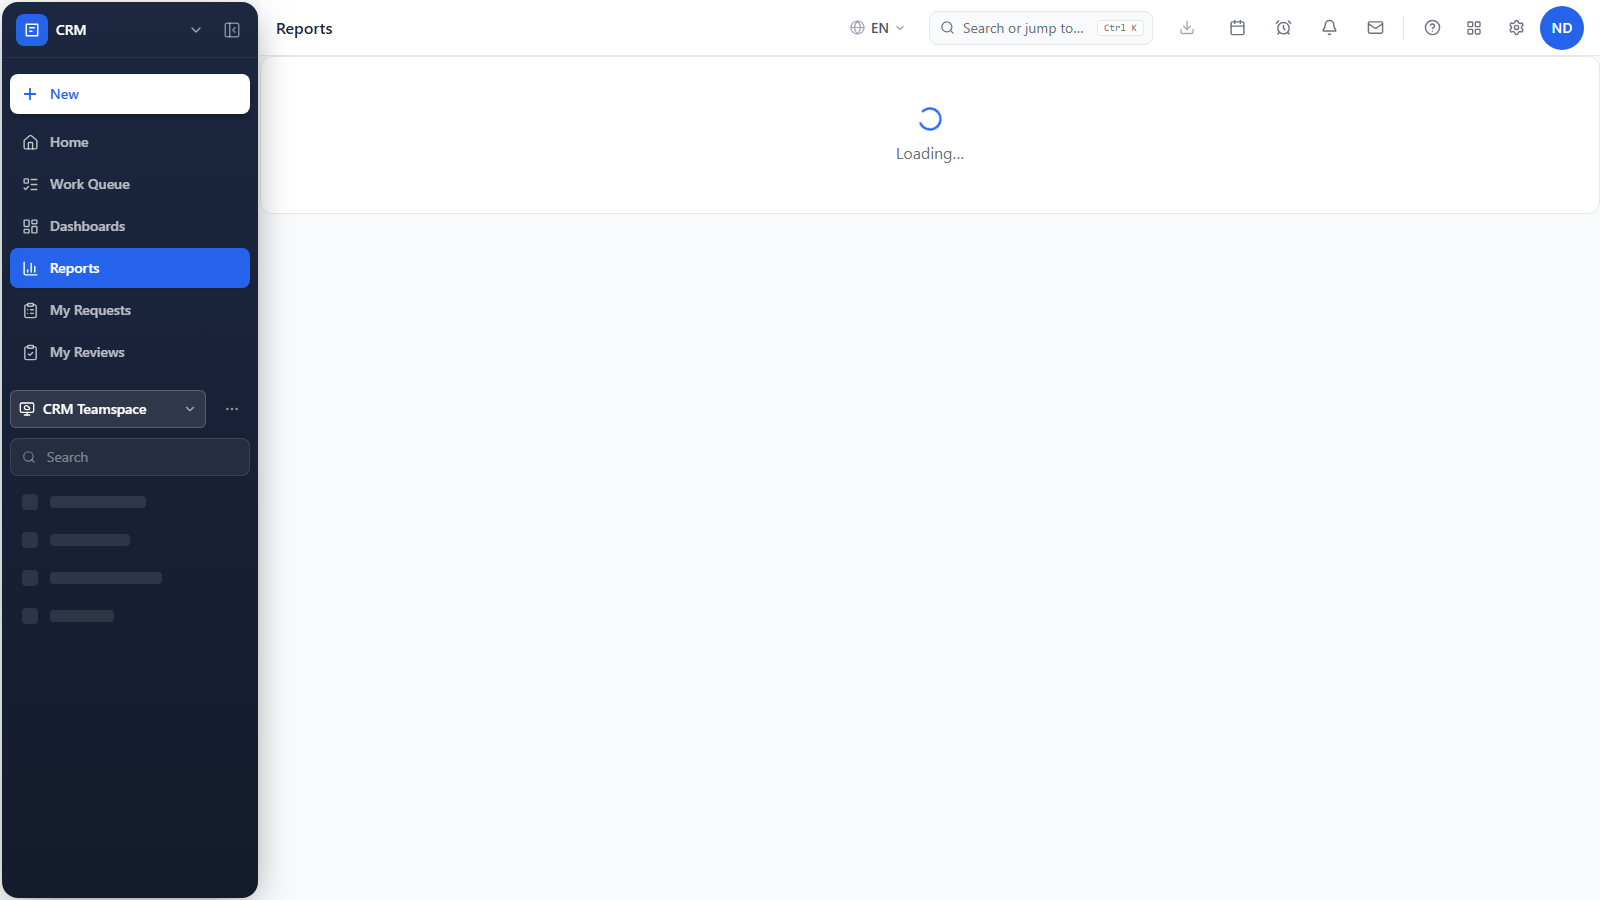 CRM
New
Home
Work Queue
Dashboards
Reports
My Requests
My Reviews
CRM Teamspace
Search
Reports
EN
Search or jump to...
Ctrl K
ND
Loading...